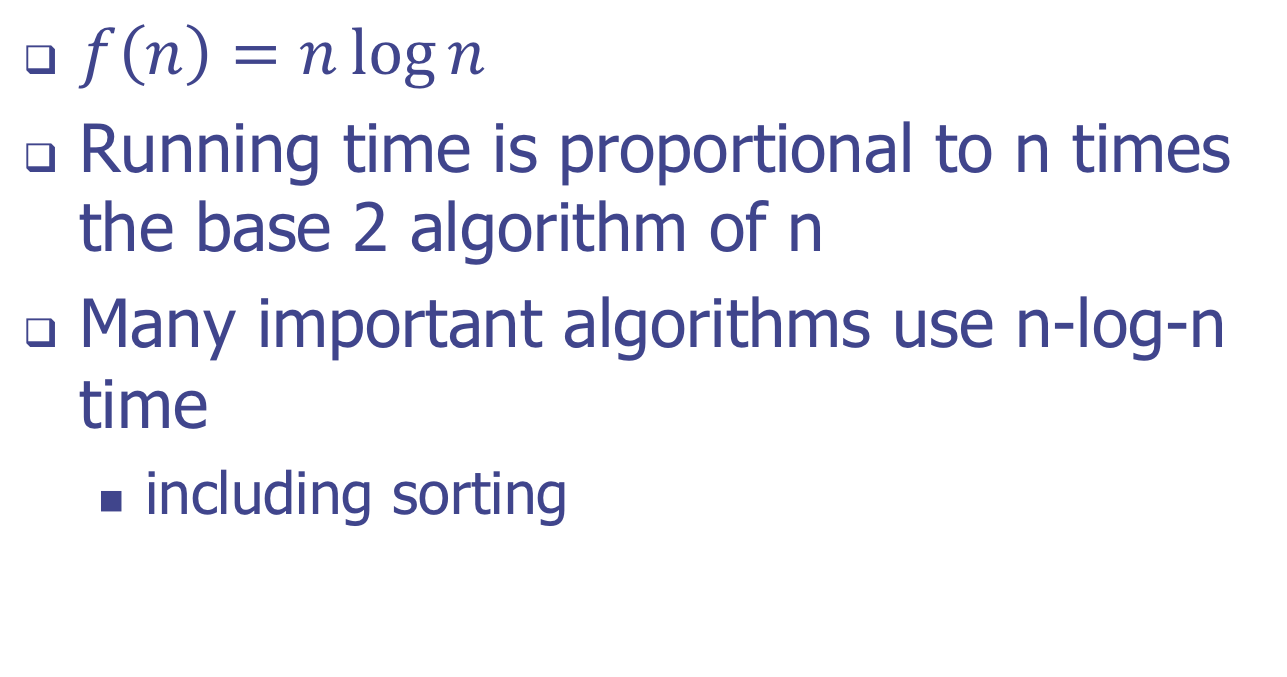 ❑ f(n) = n log n
❑ Running time is proportional to n times
the base 2 algorithm of n
❑ Many important algorithms use n-log-n
time
■ including sorting